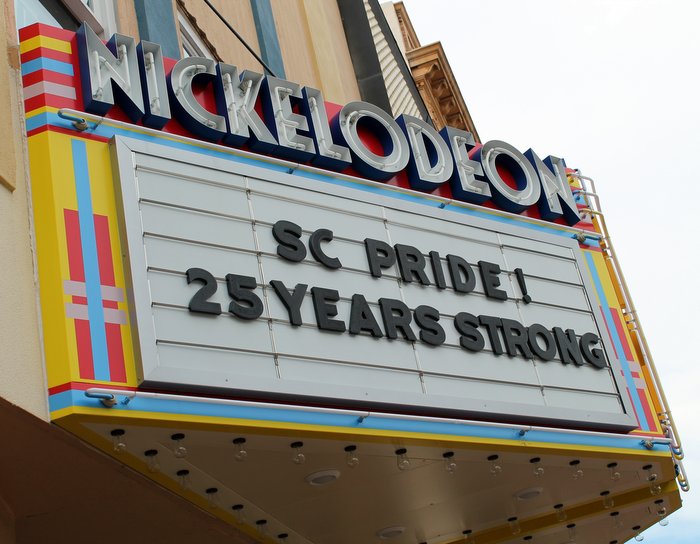 NICKELODEON
SC PRIDE!
25 YEARS STRONG